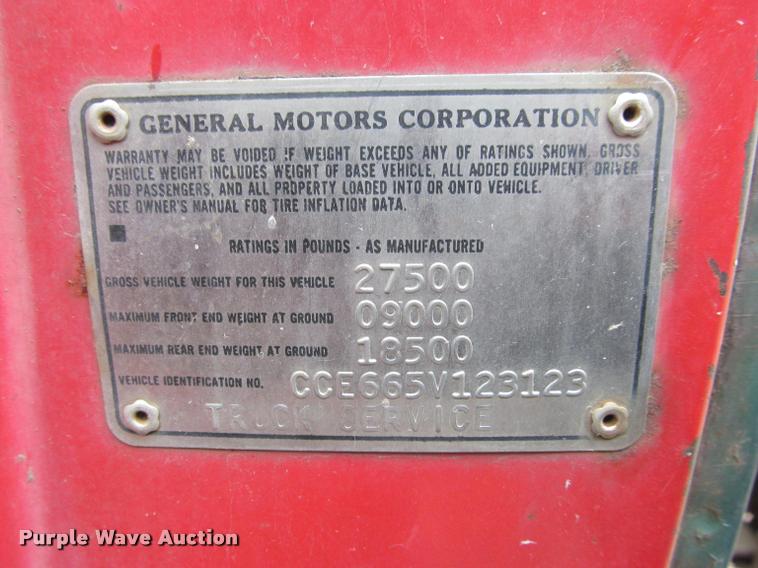 GENERAL MOTORS CORPORATION
WARRANTY MAY BE VOIDED IF WEIGHT EXCEEDS ANY OF RATINGS SHOWN. GROSS
VEHICLE WEIGHT INCLUDES WEIGHT OF BASE VEHICLE, ALL ADDED EQUIPMENT, DRIVER
AND PASSENGERS, AND ALL PROPERTY LOADED INTO OR ONTO VEHICLE.
SEE OWNER'S MANUAL FOR TIRE INFLATION DATA.
RATINGS IN POUNDS - AS MANUFACTURED
GROSS VEHICLE WEIGHT FOR THIS VEHICLE 27500
MAXIMUM FRONT END WEIGHT AT GROUND 09000
MAXIMUM REAR END WEIGHT AT GROUND 18500
VEHICLE IDENTIFICATION NO. CCE665V123123
TRUCK SERVICE
Purple Wave Auction